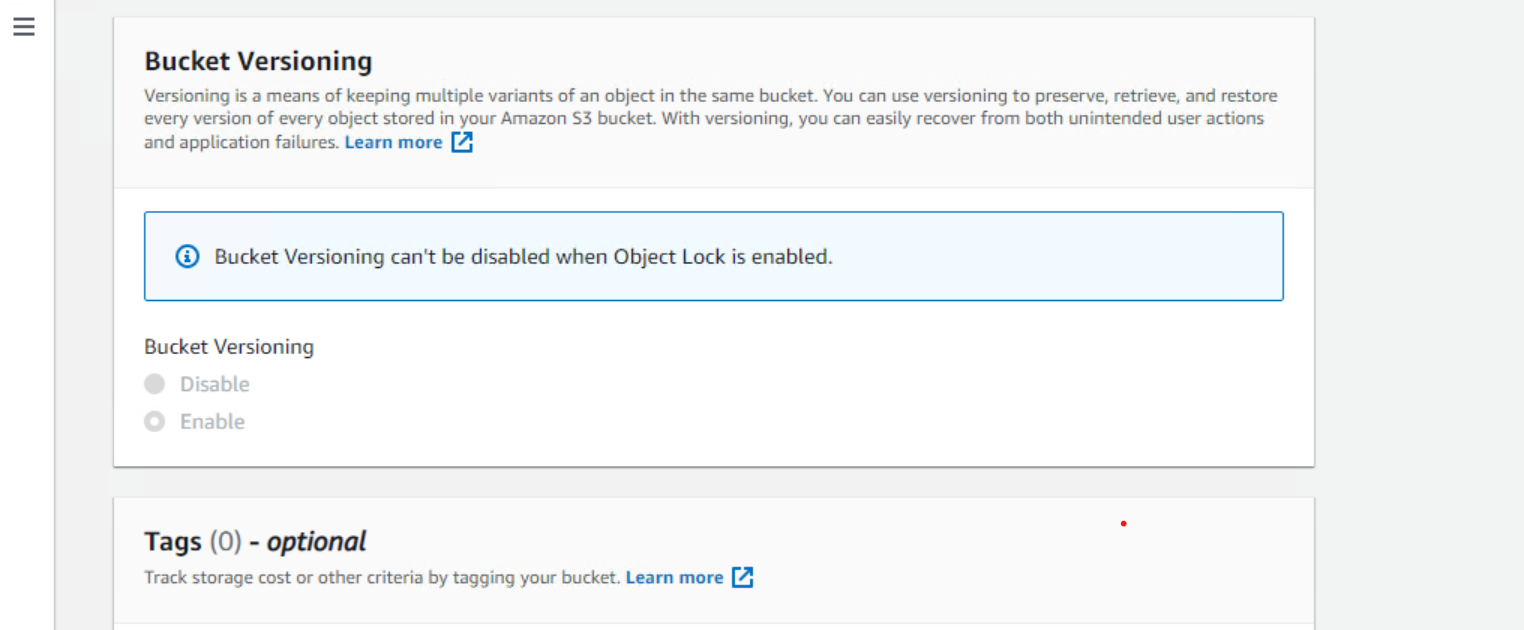 Bucket Versioning
Versioning is a means of keeping multiple variants of an object in the same bucket. You can use versioning to preserve, retrieve, and restore
every version of every object stored in your Amazon S3 bucket. With versioning, you can easily recover from both unintended user actions
and application failures. Learn more
Bucket Versioning can't be disabled when Object Lock is enabled.
Bucket Versioning
Disable
Enable
Tags (0) - optional
Track storage cost or other criteria by tagging your bucket. Learn more